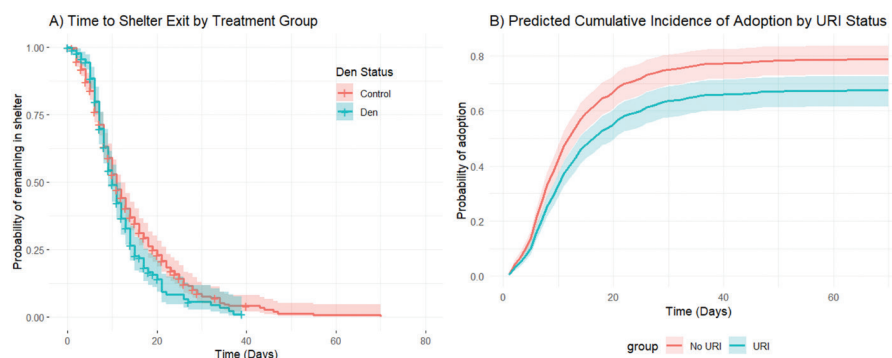 A) Time to Shelter Exit by Treatment Group
Probability of remaining in shelter
1.00
0.75
0.50
0.25
0.00
0
20
40
60
80
Time (Days)
Den Status
Control
Den
B) Predicted Cumulative Incidence of Adoption by URI Status
Probability of adoption
0.8
0.6
0.4
0.2
0.0
0
20
40
60
Time (Days)
group
No URI
URI